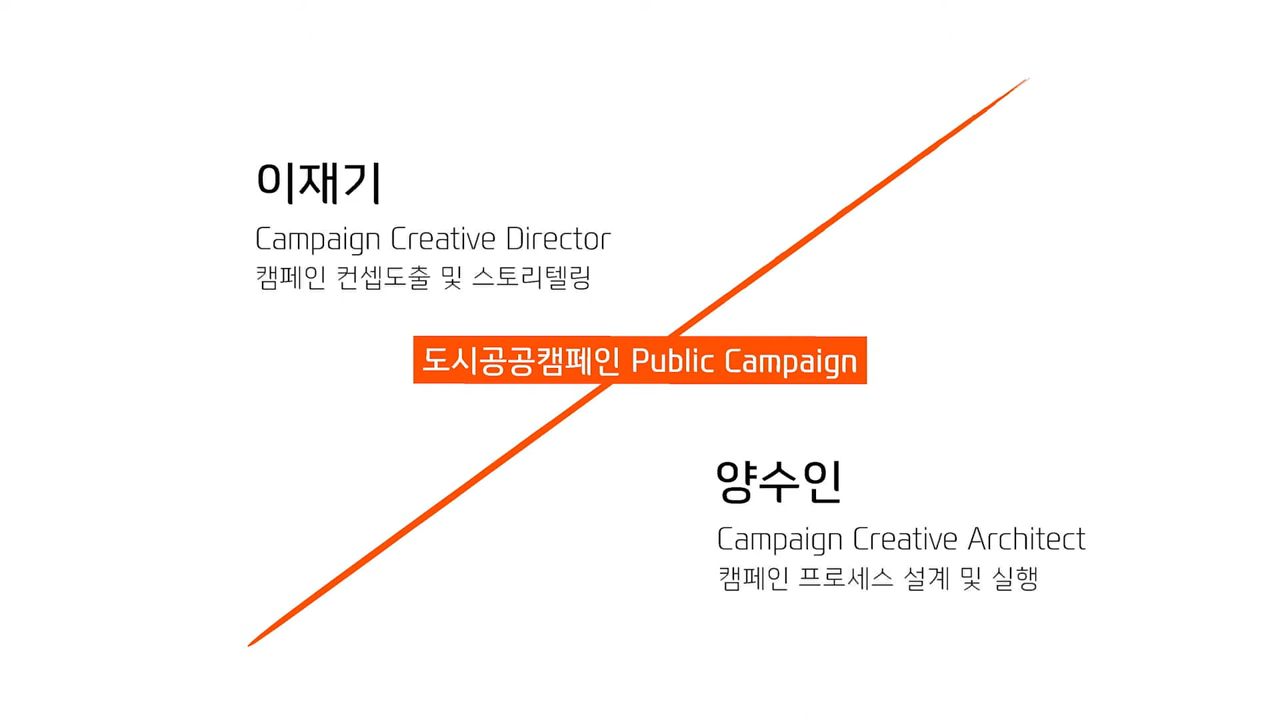 이재기
Campaign Creative Director
캠페인 컨셉도출 및 스토리텔링
도시공공캠페인 Public Campaign
양수인
Campaign Creative Architect
캠페인 프로세스 설계 및 실행